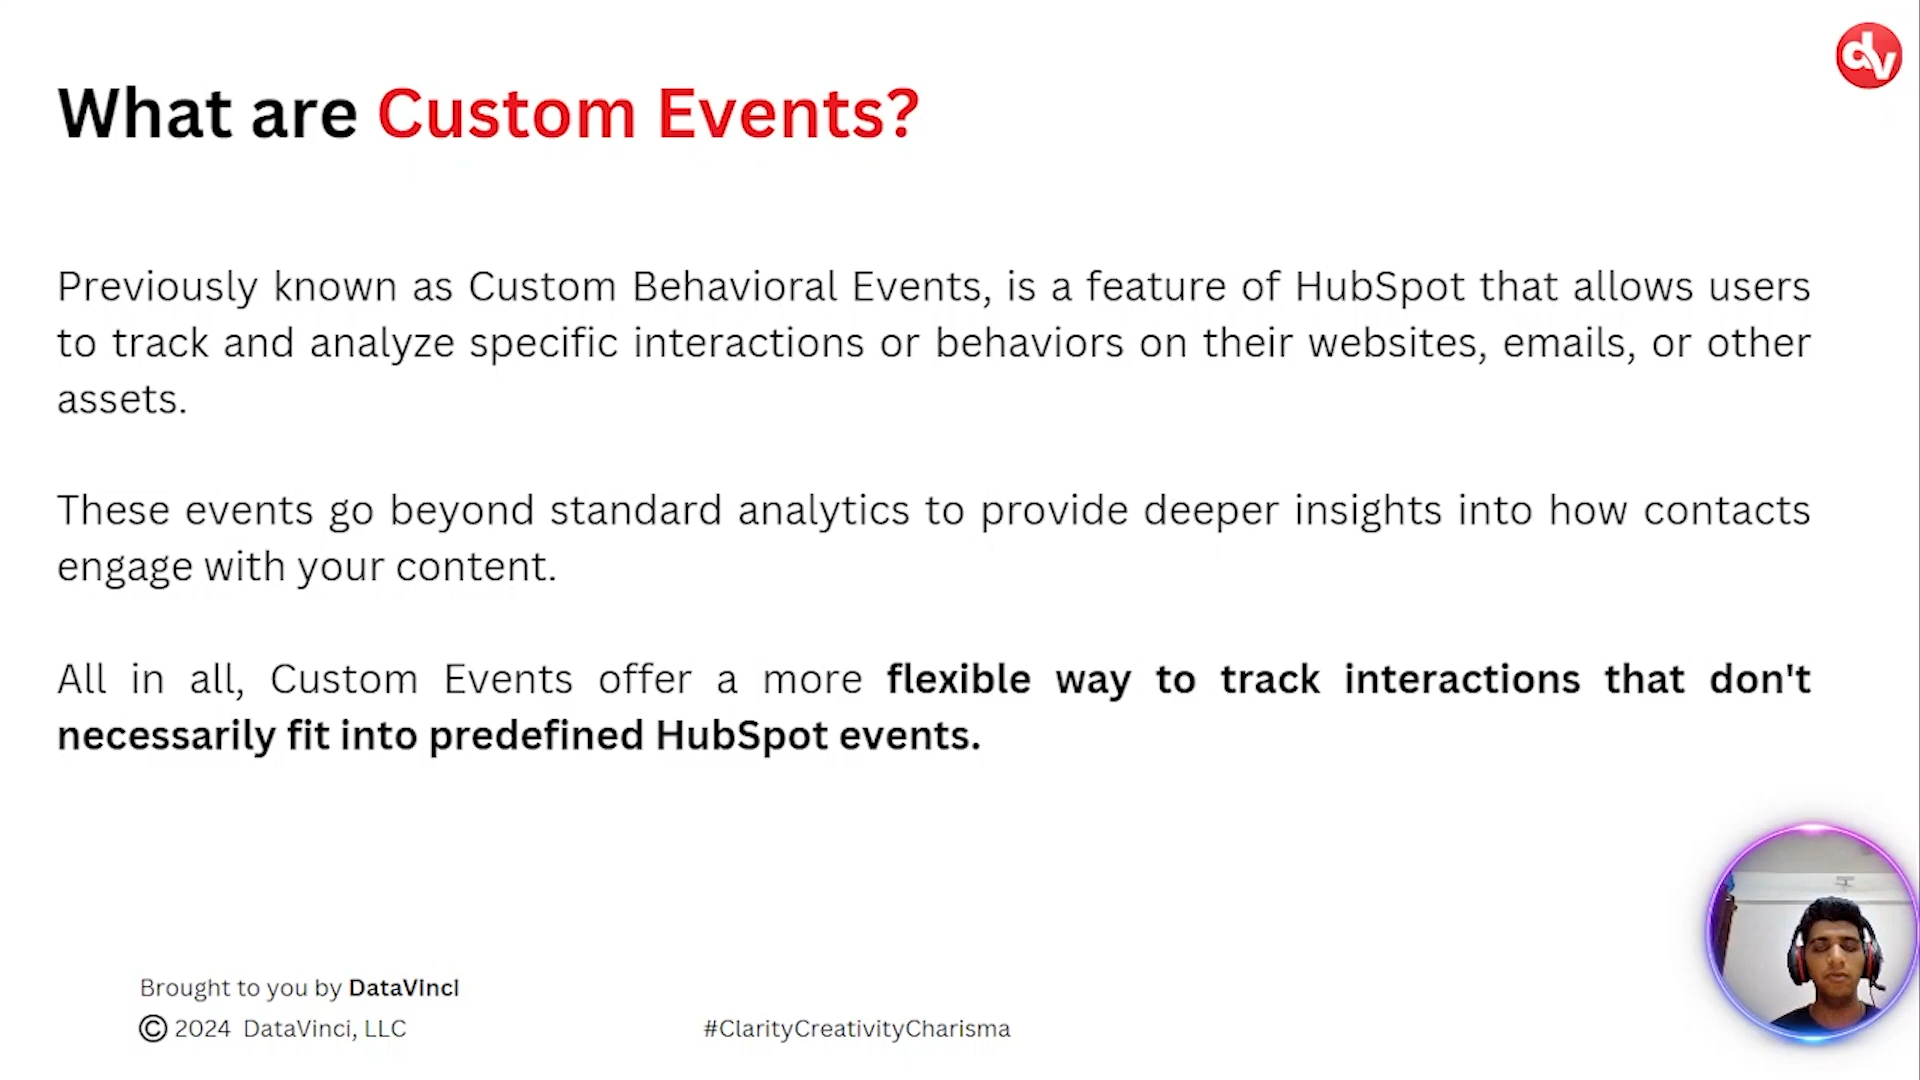 dv
What are Custom Events?
Previously known as Custom Behavioral Events, is a feature of HubSpot that allows users
to track and analyze specific interactions or behaviors on their websites, emails, or other
assets.
These events go beyond standard analytics to provide deeper insights into how contacts
engage with your content.
All in all, Custom Events offer a more flexible way to track interactions that don't
necessarily fit into predefined HubSpot events.
Brought to you by DataVinci
© 2024 DataVinci, LLC
#ClarityCreativityCharisma